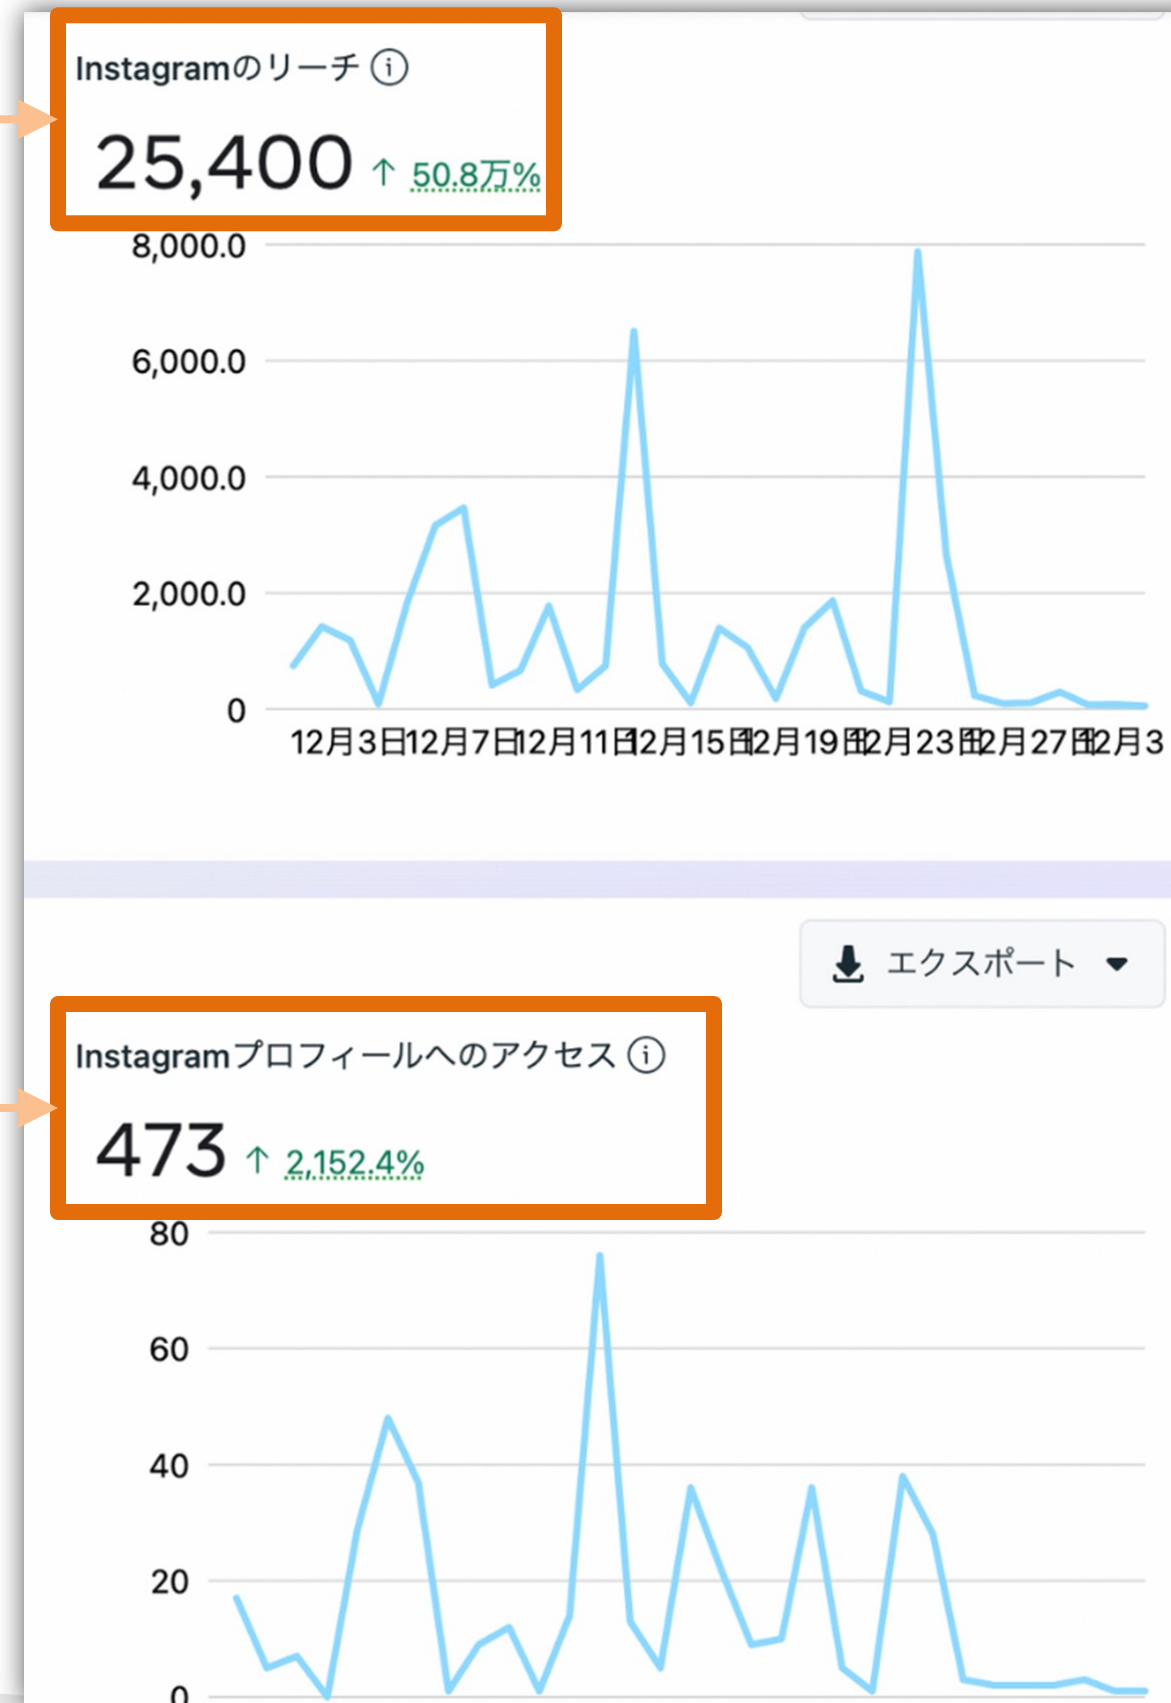 Instagramのリーチ
25,400 ↑ 50.8万%
8,000.0
6,000.0
4,000.0
2,000.0
0
12月3日 12月7日 12月11日 12月15日 12月19日 12月23日 12月27日 12月3
エクスポート
Instagramプロフィールへのアクセス
473 ↑ 2,152.4%
80
60
40
20
0